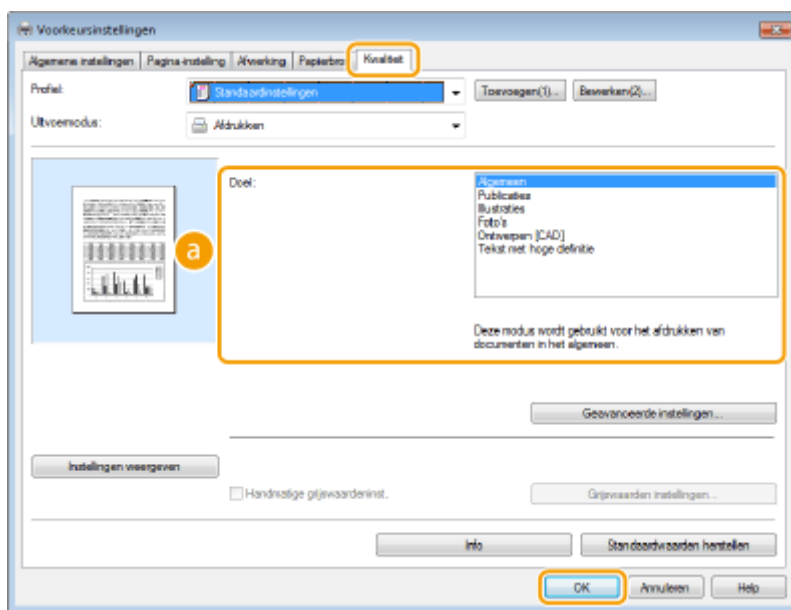 Voorkeursinstellingen
Algemene instellingen Pagina-instelling Afwerking Papierbro Kwaliteit
Profiel: Standaardinstellingen Toevoegen(1)... Bewerken(2)...
Uitvoermodus: Afdrukken
Doel: Algemeen
Publicaties
Illustraties
Foto's
Ontwerpen [CAD]
Tekst met hoge definitie
a
Deze modus wordt gebruikt voor het afdrukken van
documenten in het algemeen.
Geavanceerde instellingen...
Instellingen weergeven
Handmatige grijswaardeninst. Grijswaarden instellingen...
Info Standaardwaarden herstellen
OK Annuleren Help